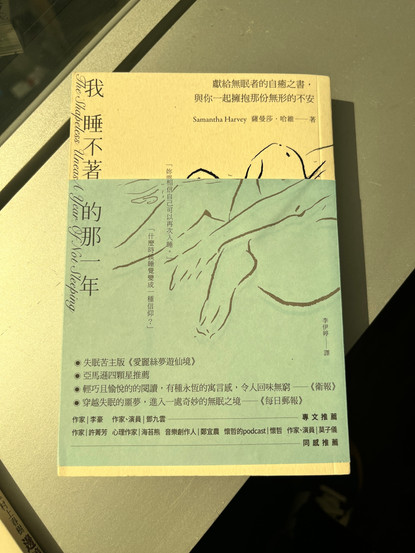 我睡不著的那一年
The Shapeless Unease: A Year Of Not Sleeping
獻給無眠者的自癒之書，
與你一起擁抱那份無形的不安
Samantha Harvey 薩曼莎·哈維——著
「什麼時候睡覺變成一種信仰？」
李伊婷——譯
◉ 失眠苦主版《愛麗絲夢遊仙境》
◉ 亞馬遜四顆星推薦
◉ 輕巧且愉悅的的閱讀，有種永恆的寓言感，令人回味無窮——《衛報》
◉ 穿越失眠的噩夢，進入一處奇妙的無眠之境——《每日郵報》
作家|李豪 作家、演員|鄧九雲 專文推薦
作家|許菁芳 心理作家|海苔熊 音樂創作人|鄭宜農 懷哲的podcast|懷哲 作家、演員|莫子儀
同感推薦